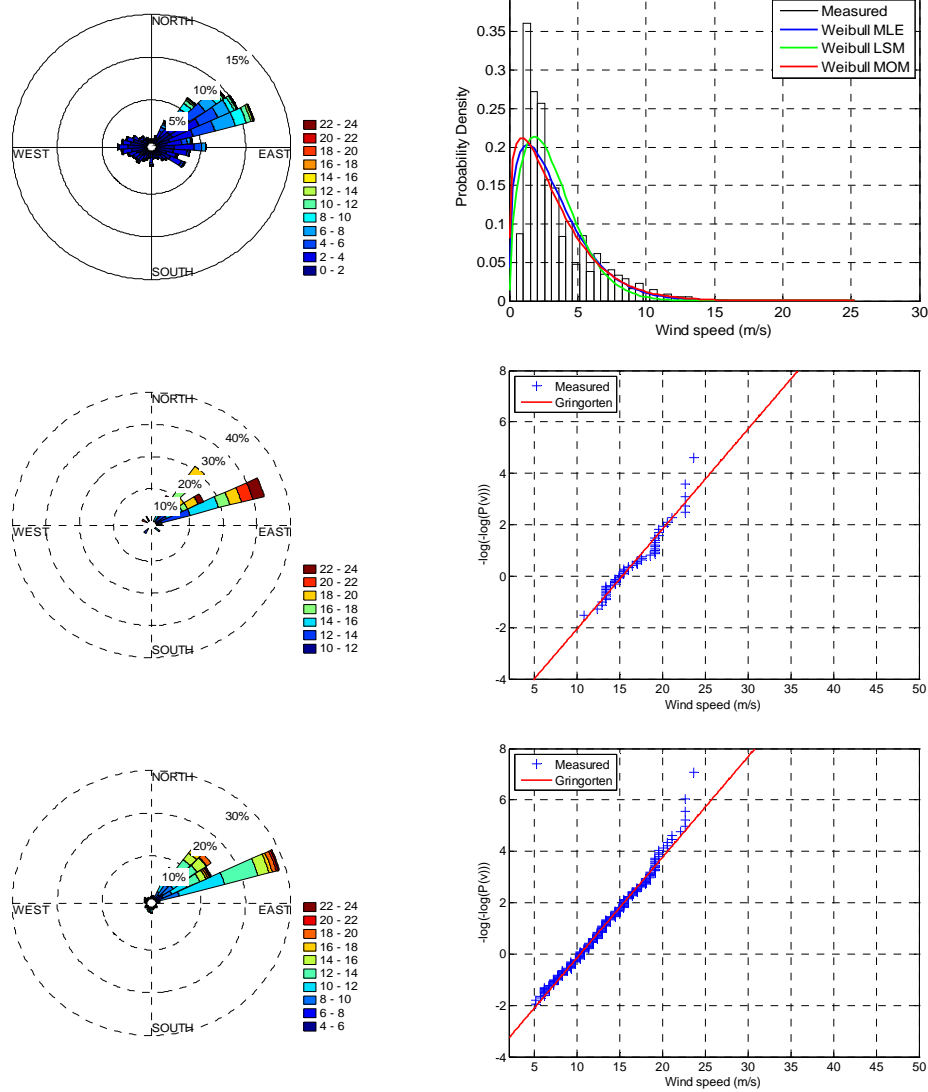 NORTH
15%
10%
5%
WEST
EAST
SOUTH
22 - 24
20 - 22
18 - 20
16 - 18
14 - 16
12 - 14
10 - 12
8 - 10
6 - 8
4 - 6
2 - 4
0 - 2
Measured
Weibull MLE
Weibull LSM
Weibull MOM
Probability Density
0.35
0.3
0.25
0.2
0.15
0.1
0.05
0
0 5 10 15 20 25 30
Wind speed (m/s)
NORTH
40%
30%
20%
10%
WEST
EAST
SOUTH
22 - 24
20 - 22
18 - 20
16 - 18
14 - 16
12 - 14
10 - 12
Measured
Gringorten
-log(-log(P(v)))
8
6
4
2
0
-2
-4
5 10 15 20 25 30 35 40 45 50
Wind speed (m/s)
NORTH
30%
20%
10%
WEST
EAST
SOUTH
22 - 24
20 - 22
18 - 20
16 - 18
14 - 16
12 - 14
10 - 12
8 - 10
6 - 8
4 - 6
Measured
Gringorten
-log(-log(P(v)))
8
6
4
2
0
-2
-4
5 10 15 20 25 30 35 40 45 50
Wind speed (m/s)